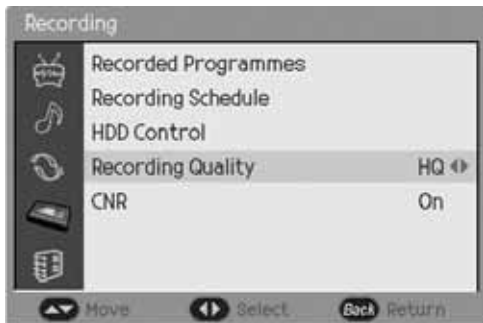 Recording
Recorded Programmes
Recording Schedule
HDD Control
Recording Quality HQ
CNR On
Move Select Back Return